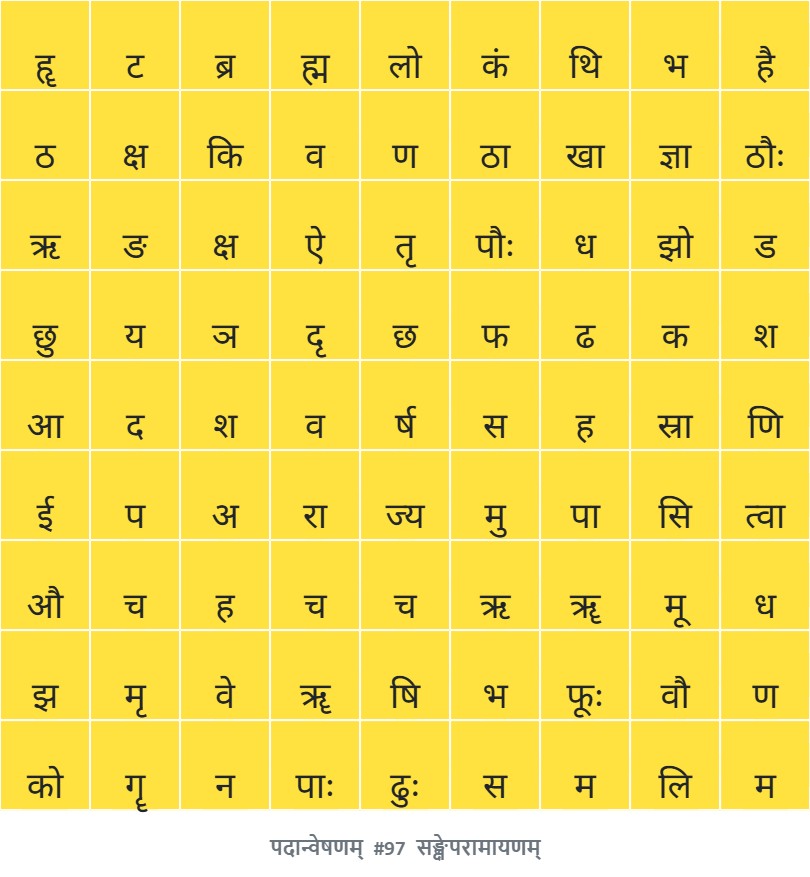 हॄ ट ब्र ह्म लो कं थि भ है
ठ क्ष कि व ण ठा खा ज्ञा ठौः
ऋ ङ क्ष ऐ तृ पौः ध झो ड
छु य ञ दृ छ फ ढ क श
आ द श व र्ष स ह स्रा णि
ई प अ रा ज्य मु पा सि त्वा
औ च ह च च ऋ ॠ मू ध
झ मृ वे ॠ षि भ फूः वौ ण
को गॄ न पाः ढुः स म लि म
पदान्वेषणम् #97 सङ्क्षेपरामायणम्